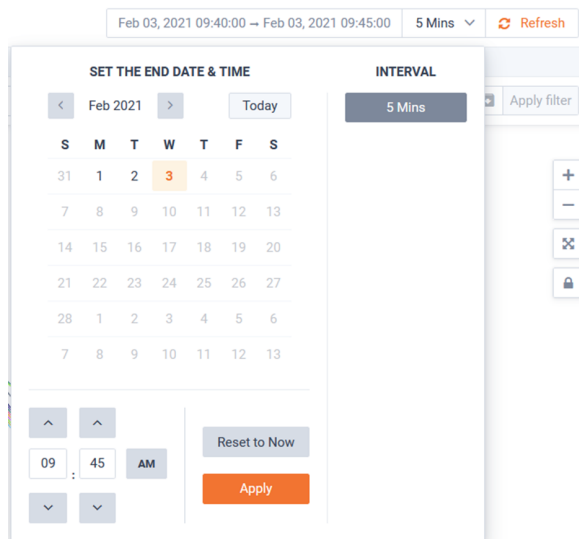 Feb 03, 2021 09:40:00 → Feb 03, 2021 09:45:00 5 Mins Refresh
SET THE END DATE & TIME INTERVAL
Feb 2021 Today 5 Mins Apply filter
S M T W T F S
31 1 2 3 4 5 6
7 8 9 10 11 12 13
14 15 16 17 18 19 20
21 22 23 24 25 26 27
28 1 2 3 4 5 6
7 8 9 10 11 12 13
Reset to Now
09 : 45 AM
Apply